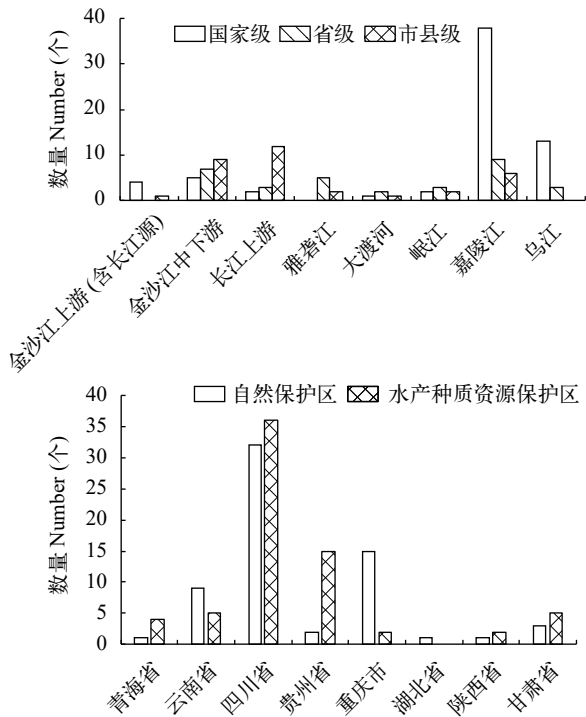 40
国家级 省级 市县级
30
20
10
0
数量 Number (个)
金沙江上游 (含长江源)
金沙江中下游
长江上游
雅砻江
大渡河
岷江
嘉陵江
乌江
40
自然保护区 水产种质资源保护区
35
30
25
20
15
10
5
0
数量 Number (个)
青海省
云南省
四川省
贵州省
重庆市
湖北省
陕西省
甘肃省